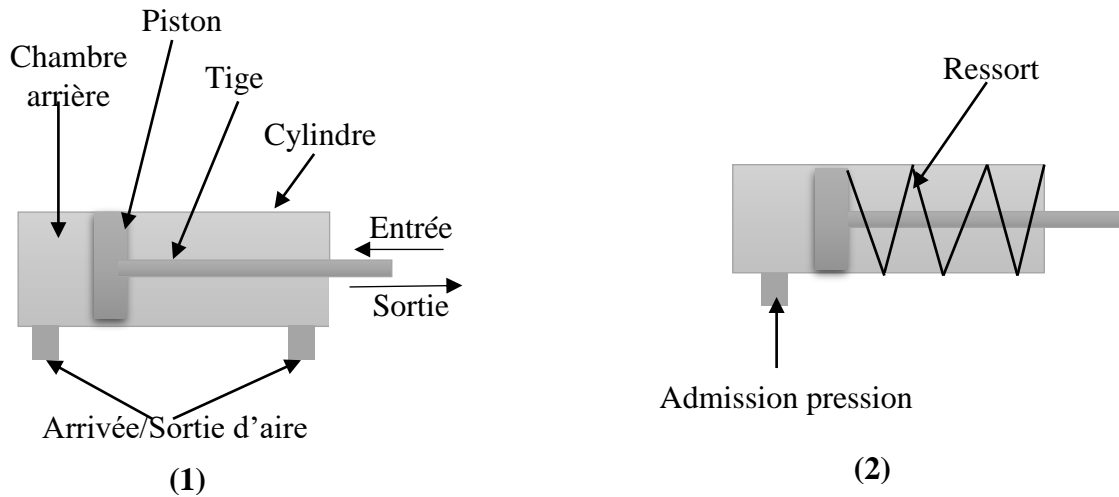 Piston
Chambre
arrière
Tige
Cylindre
Entrée
Sortie
Arrivée/Sortie d’aire
(1)
Ressort
Admission pression
(2)